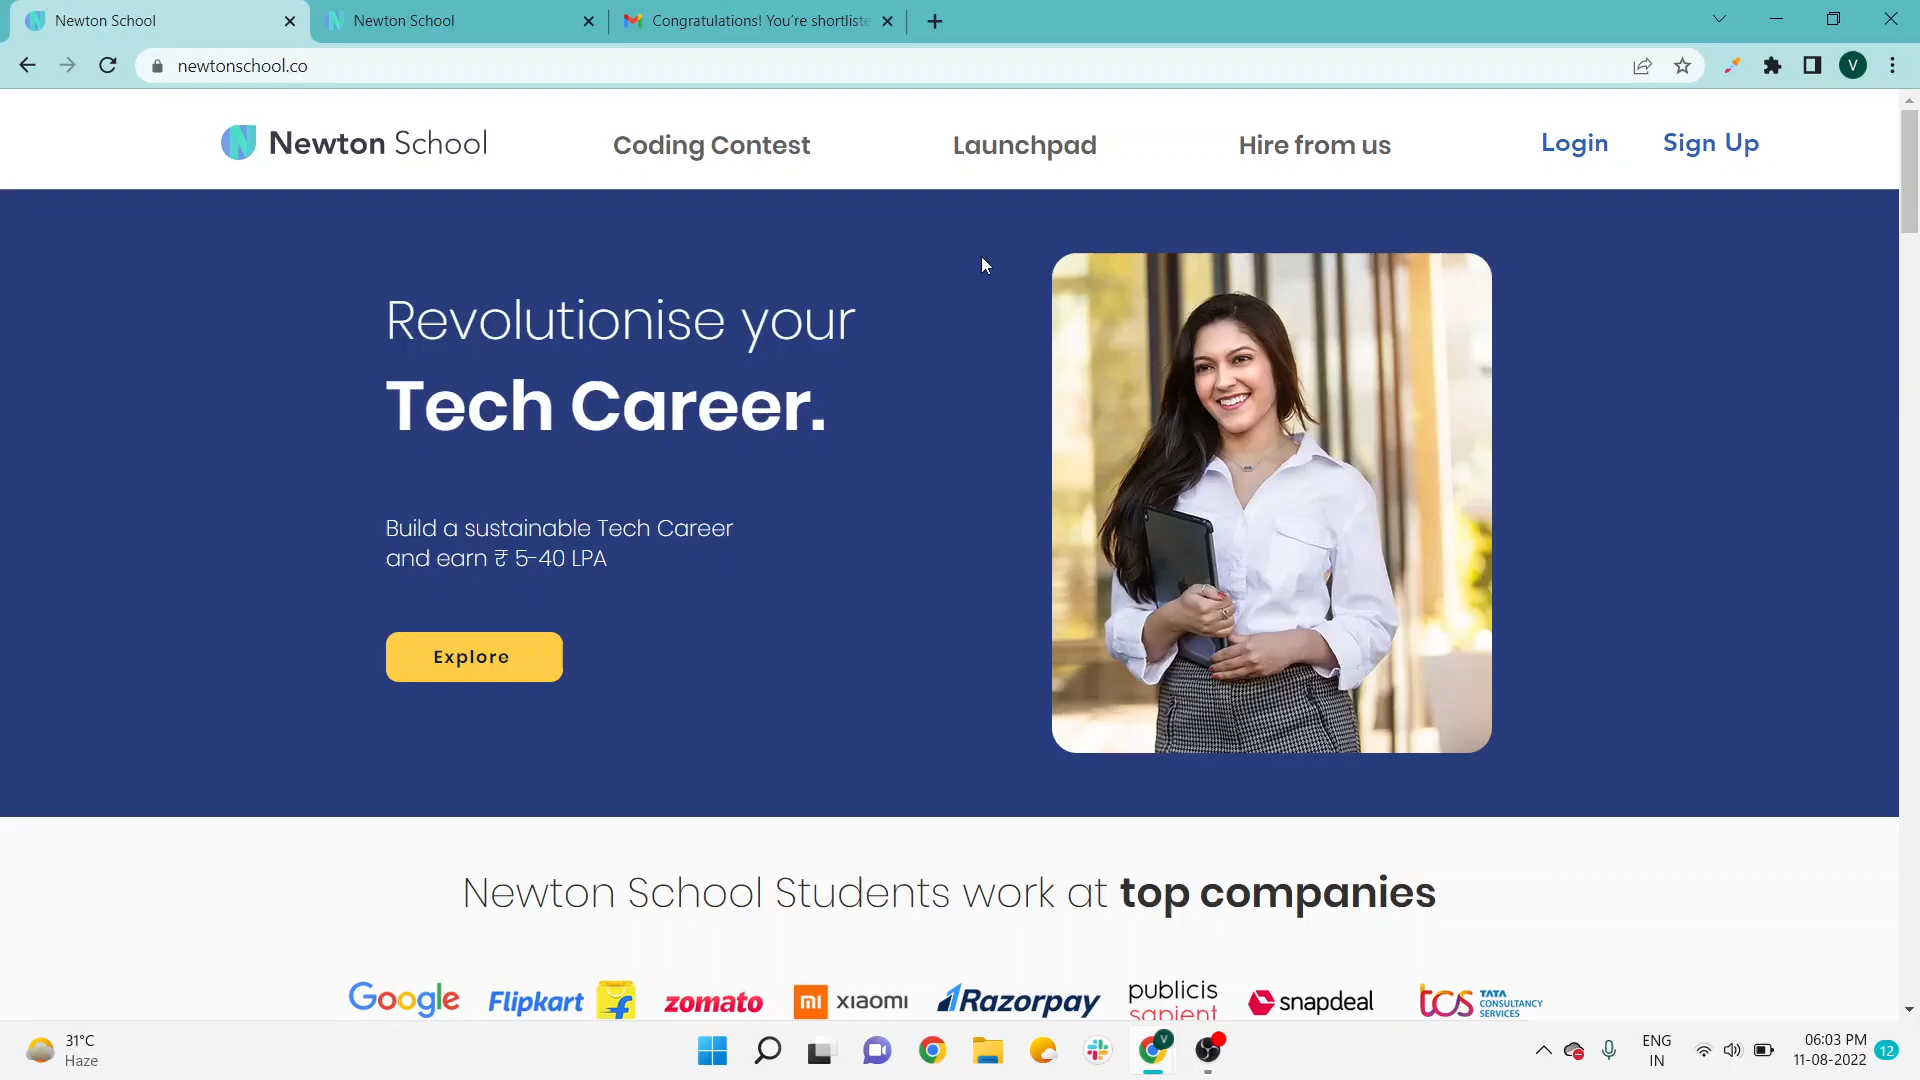 Newton School
Newton School
Congratulations! You're shortliste
newtonschool.co
V
Newton School
Coding Contest
Launchpad
Hire from us
Login
Sign Up
Revolutionise your
Tech Career.
Build a sustainable Tech Career
and earn ₹ 5-40 LPA
Explore
Newton School Students work at top companies
Google
Flipkart
zomato
mi xiaomi
Razorpay
publicis
sapient
snapdeal
tcs TATA
CONSULTANCY
SERVICES
31°C
Haze
V
ENG
IN
06:03 PM
11-08-2022
12